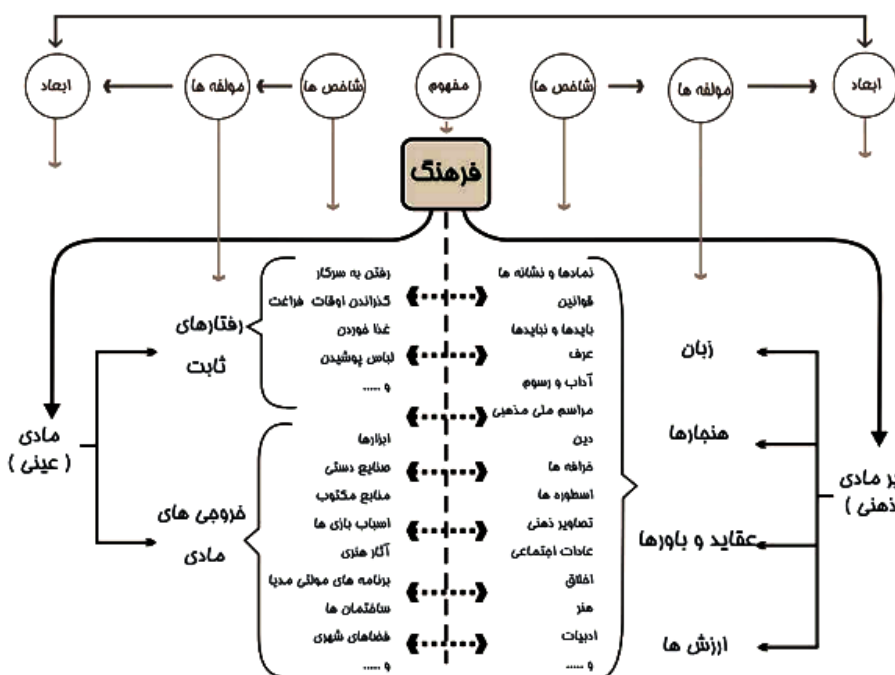 ابعاد
مولفه ها
شاخص ها
مفهوم
شاخص ها
مولفه ها
ابعاد
فرهنگ
نمادها و نشانه ها
قوانین
بایدها و نبایدها
عرف
آداب و رسوم
مراسم ملی مذهبی
دین
خرافه ها
اسطوره ها
تصاویر ذهنی
عادات اجتماعی
اخلاق
هنر
ادبیات
و .....
زبان
هنجارها
عقاید و باورها
ارزش ها
یر مادی
ذهنی )
رفتن به سرکار
گذراندن اوقات فراغت
غذا خوردن
لباس پوشیدن
و .....
ابزارها
صنایع دستی
منابع مکتوب
اسباب بازی ها
آثار هنری
برنامه های مولتی مدیا
ساختمان ها
فضاهای شهری
و .....
رفتارهای
ثابت
خروجی های
مادی
مادی
( عینی )